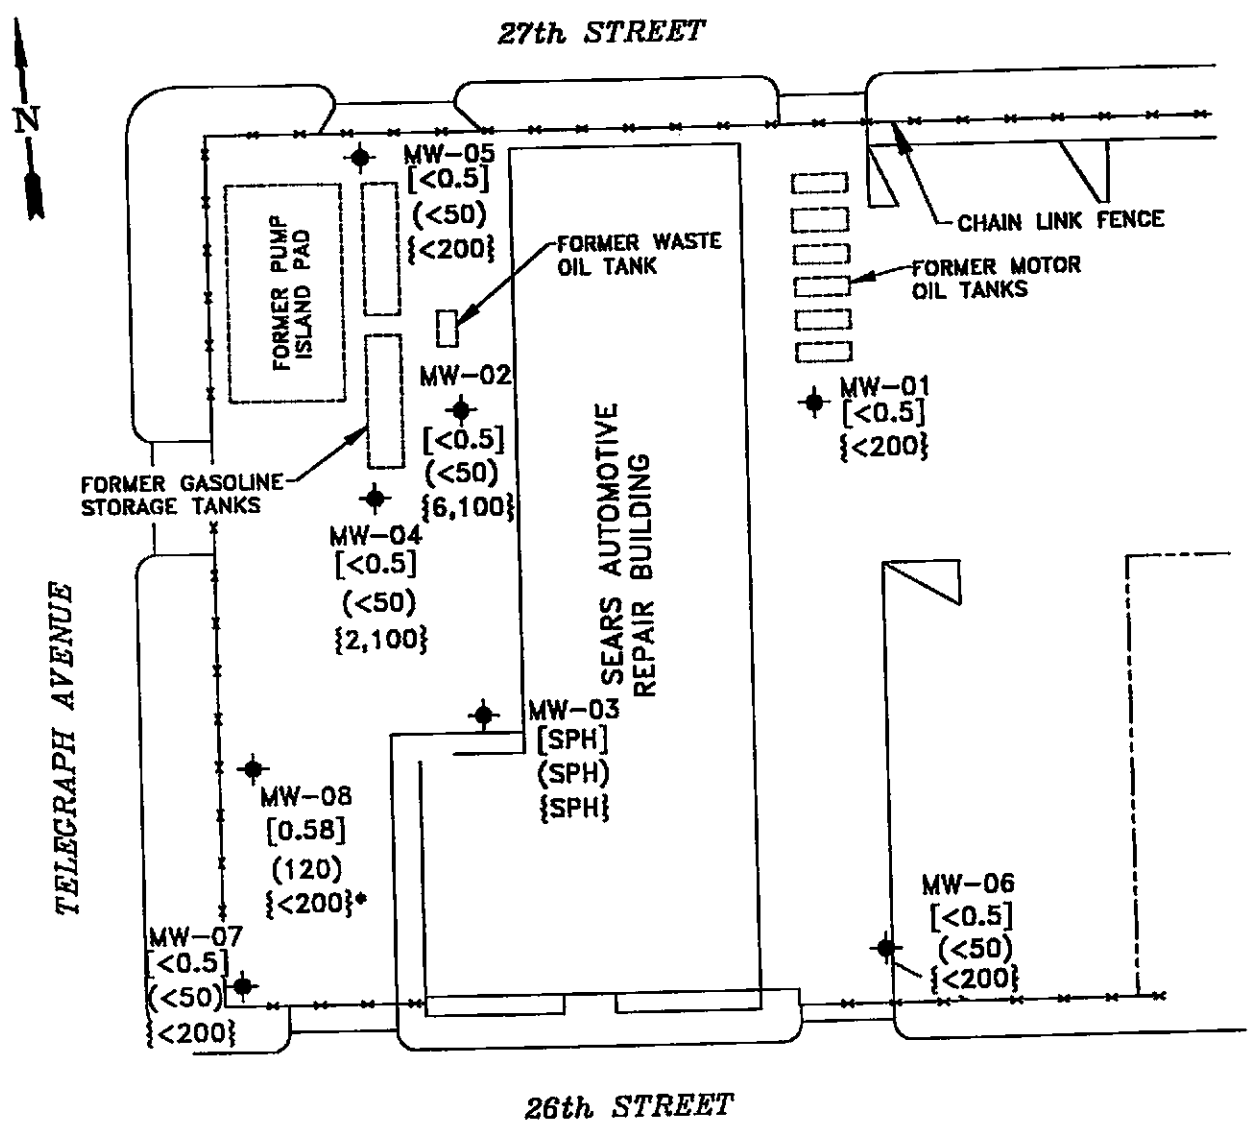 27th STREET
N
MW-05
[<0.5]
(<50)
{<200}
FORMER PUMP
ISLAND PAD
FORMER WASTE
OIL TANK
CHAIN LINK FENCE
FORMER MOTOR
OIL TANKS
MW-02
[<0.5]
(<50)
{6,100}
MW-01
[<0.5]
{<200}
FORMER GASOLINE
STORAGE TANKS
MW-04
[<0.5]
(<50)
{2,100}
SEARS AUTOMOTIVE
REPAIR BUILDING
TELEGRAPH AVENUE
MW-03
[SPH]
(SPH)
{SPH}
MW-08
[0.58]
(120)
{<200}*
MW-06
[<0.5]
(<50)
{<200}
MW-07
[<0.5]
(<50)
{<200}
26th STREET